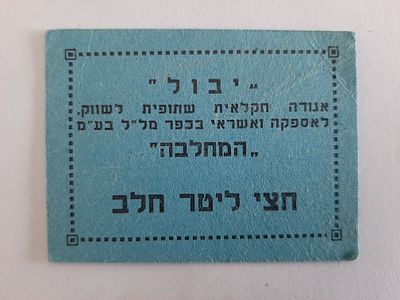 „יבול"
אגודה חקלאית שתופית לשווק,
לאספקה ואשראי בכפר מל״ל בע״מ
„המחלבה"
חצי ליטר חלב